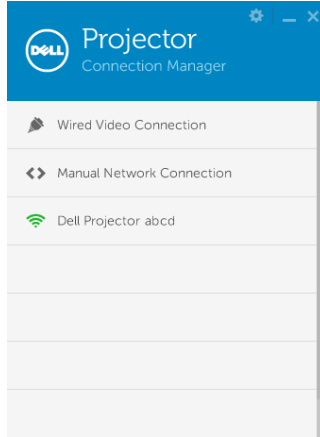 DELL
Projector
Connection Manager
Wired Video Connection
Manual Network Connection
Dell Projector abcd